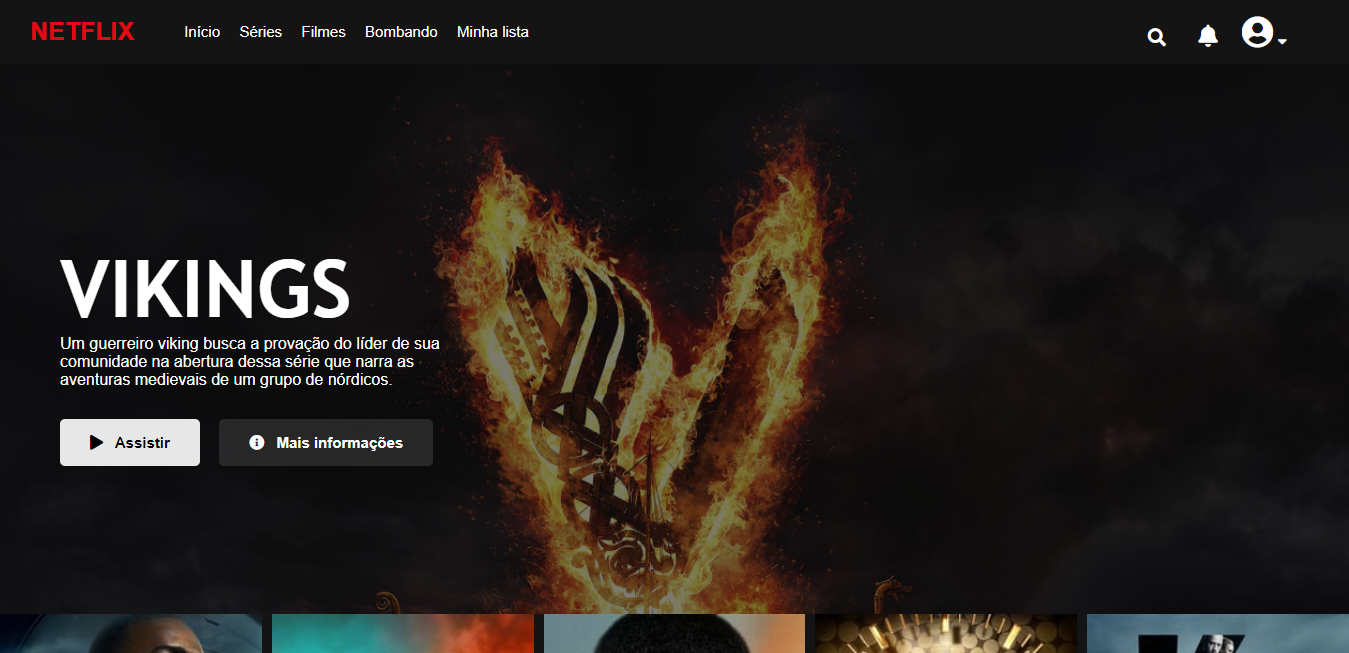 NETFLIX
Início Séries Filmes Bombando Minha lista
VIKINGS
Um guerreiro viking busca a provação do líder de sua
comunidade na abertura dessa série que narra as
aventuras medievais de um grupo de nórdicos.
Assistir
Mais informações